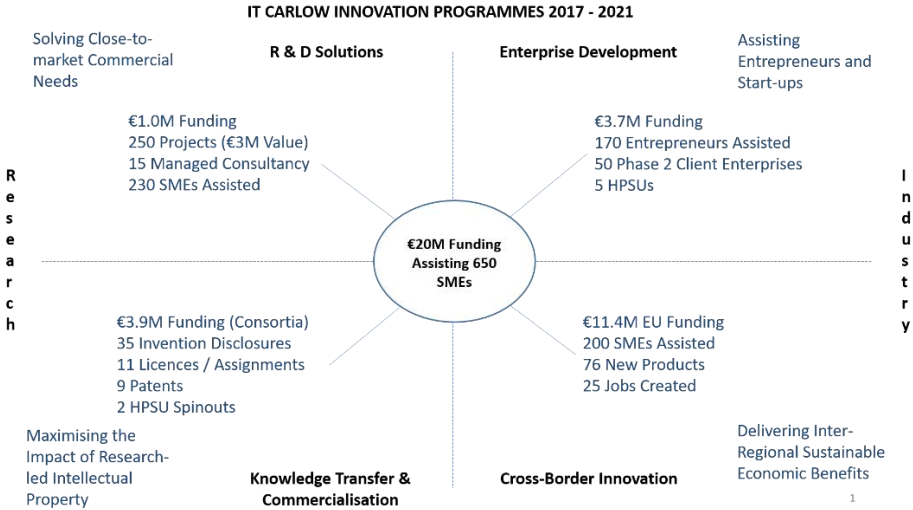 IT CARLOW INNOVATION PROGRAMMES 2017 - 2021
Solving Close-to-
market Commercial
Needs
R & D Solutions
Enterprise Development
Assisting
Entrepreneurs and
Start-ups
€1.0M Funding
250 Projects (€3M Value)
15 Managed Consultancy
230 SMEs Assisted
€3.7M Funding
170 Entrepreneurs Assisted
50 Phase 2 Client Enterprises
5 HPSUs
Research
Industry
€20M Funding
Assisting 650
SMEs
€3.9M Funding (Consortia)
35 Invention Disclosures
11 Licences / Assignments
9 Patents
2 HPSU Spinouts
€11.4M EU Funding
200 SMEs Assisted
76 New Products
25 Jobs Created
Maximising the
Impact of Research-
led Intellectual
Property
Knowledge Transfer &
Commercialisation
Cross-Border Innovation
Delivering Inter-
Regional Sustainable
Economic Benefits
1